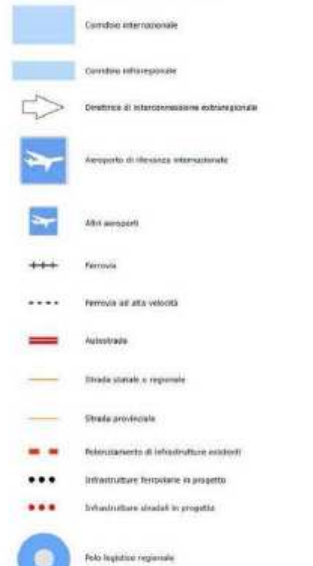 Corridoio internazionale
Corridoio infraregionale
Direttrice di interconnessione extraregionale
Aeroporto di rilevanza internazionale
Altri aeroporti
Ferrovia
Ferrovia ad alta velocità
Autostrada
Strada statale o regionale
Strada provinciale
Potenziamento di infrastrutture esistenti
Infrastrutture ferroviarie in progetto
Infrastrutture stradali in progetto
Polo logistico regionale